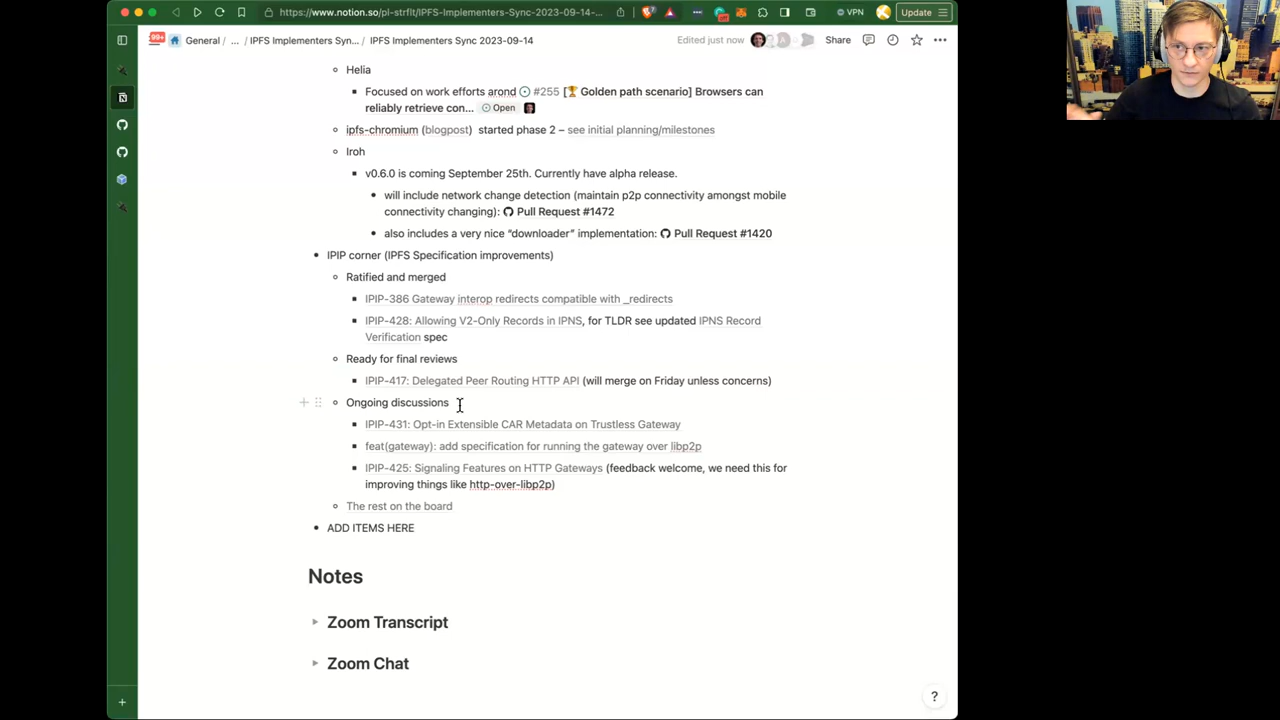 https://www.notion.so/pl-strflt/IPFS-Implementers-Sync-2023-09-14-...
VPN
Update
99+
General / ... / IPFS Implementers Syn... / IPFS Implementers Sync 2023-09-14
Edited just now
Share
Helia
Focused on work efforts arond #255 [🏆 Golden path scenario] Browsers can
reliably retrieve con... Open
ipfs-chromium (blogpost) started phase 2 – see initial planning/milestones
Iroh
v0.6.0 is coming September 25th. Currently have alpha release.
will include network change detection (maintain p2p connectivity amongst mobile
connectivity changing): Pull Request #1472
also includes a very nice “downloader” implementation: Pull Request #1420
IPIP corner (IPFS Specification improvements)
Ratified and merged
IPIP-386 Gateway interop redirects compatible with _redirects
IPIP-428: Allowing V2-Only Records in IPNS, for TLDR see updated IPNS Record
Verification spec
Ready for final reviews
IPIP-417: Delegated Peer Routing HTTP API (will merge on Friday unless concerns)
Ongoing discussions
IPIP-431: Opt-in Extensible CAR Metadata on Trustless Gateway
feat(gateway): add specification for running the gateway over libp2p
IPIP-425: Signaling Features on HTTP Gateways (feedback welcome, we need this for
improving things like http-over-libp2p)
The rest on the board
ADD ITEMS HERE
Notes
Zoom Transcript
Zoom Chat
?